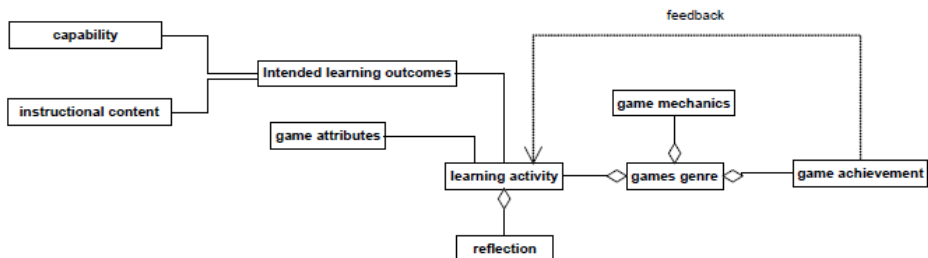 feedback
capability
Intended learning outcomes
instructional content
game mechanics
game attributes
learning activity
games genre
game achievement
reflection